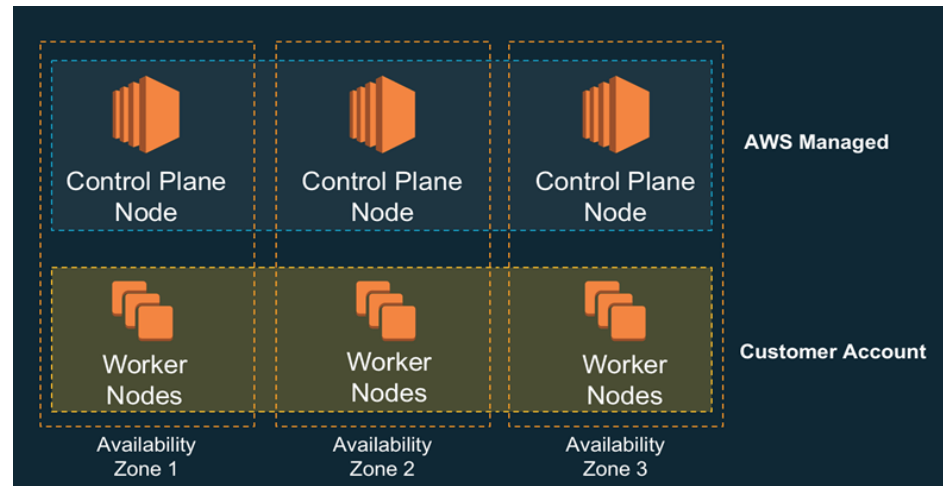 Control Plane
Node
Control Plane
Node
Control Plane
Node
AWS Managed
Worker
Nodes
Worker
Nodes
Worker
Nodes
Customer Account
Availability
Zone 1
Availability
Zone 2
Availability
Zone 3